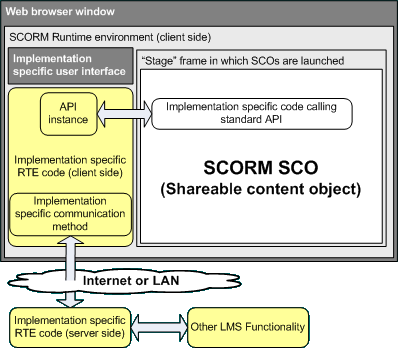 Web browser window
SCORM Runtime environment (client side)
Implementation
specific user interface
“Stage” frame in which SCOs are launched
API
instance
Implementation specific code calling
standard API
Implementation specific
RTE code (client side)
SCORM SCO
(Shareable content object)
Implementation
specific communication
method
Internet or LAN
Implementation specific
RTE code (server side)
Other LMS Functionality